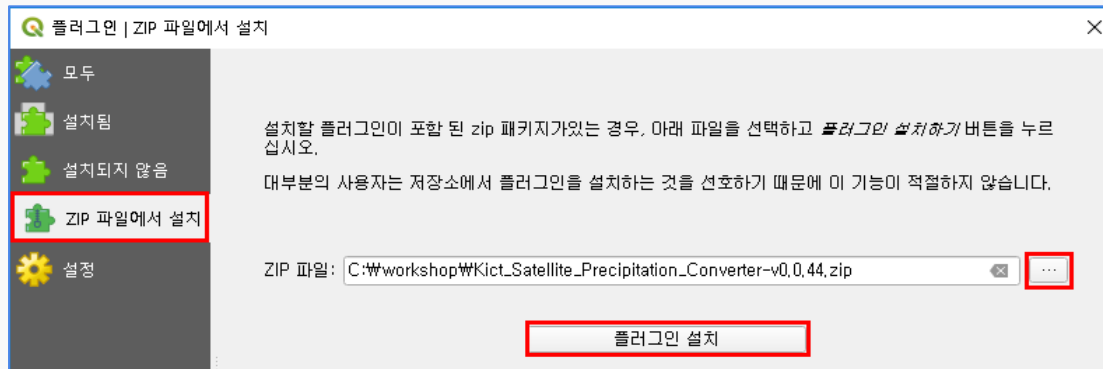 플러그인 | ZIP 파일에서 설치
모두
설치됨
설치되지 않음
ZIP 파일에서 설치
설정
설치할 플러그인이 포함 된 zip 패키지가있는 경우, 아래 파일을 선택하고 플러그인 설치하기 버튼을 누르
십시오.
대부분의 사용자는 저장소에서 플러그인을 설치하는 것을 선호하기 때문에 이 기능이 적절하지 않습니다.
ZIP 파일: C:₩workshop₩Kict_Satellite_Precipitation_Converter-v0.0.44.zip ...
플러그인 설치